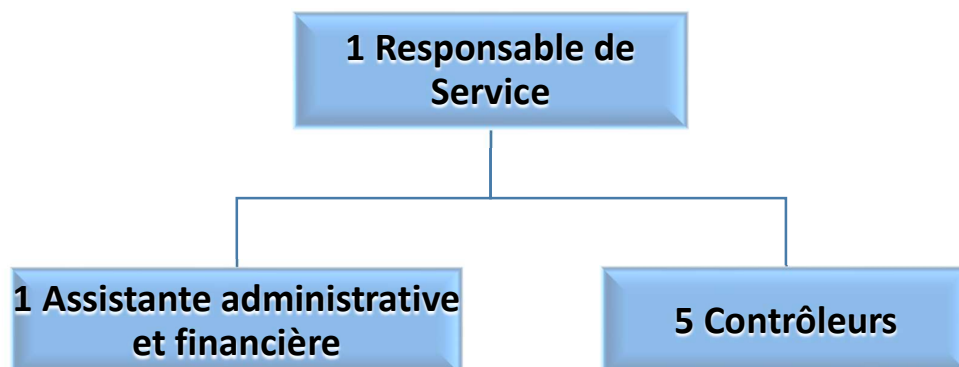 1 Responsable de
Service
1 Assistante administrative
et financière
5 Contrôleurs